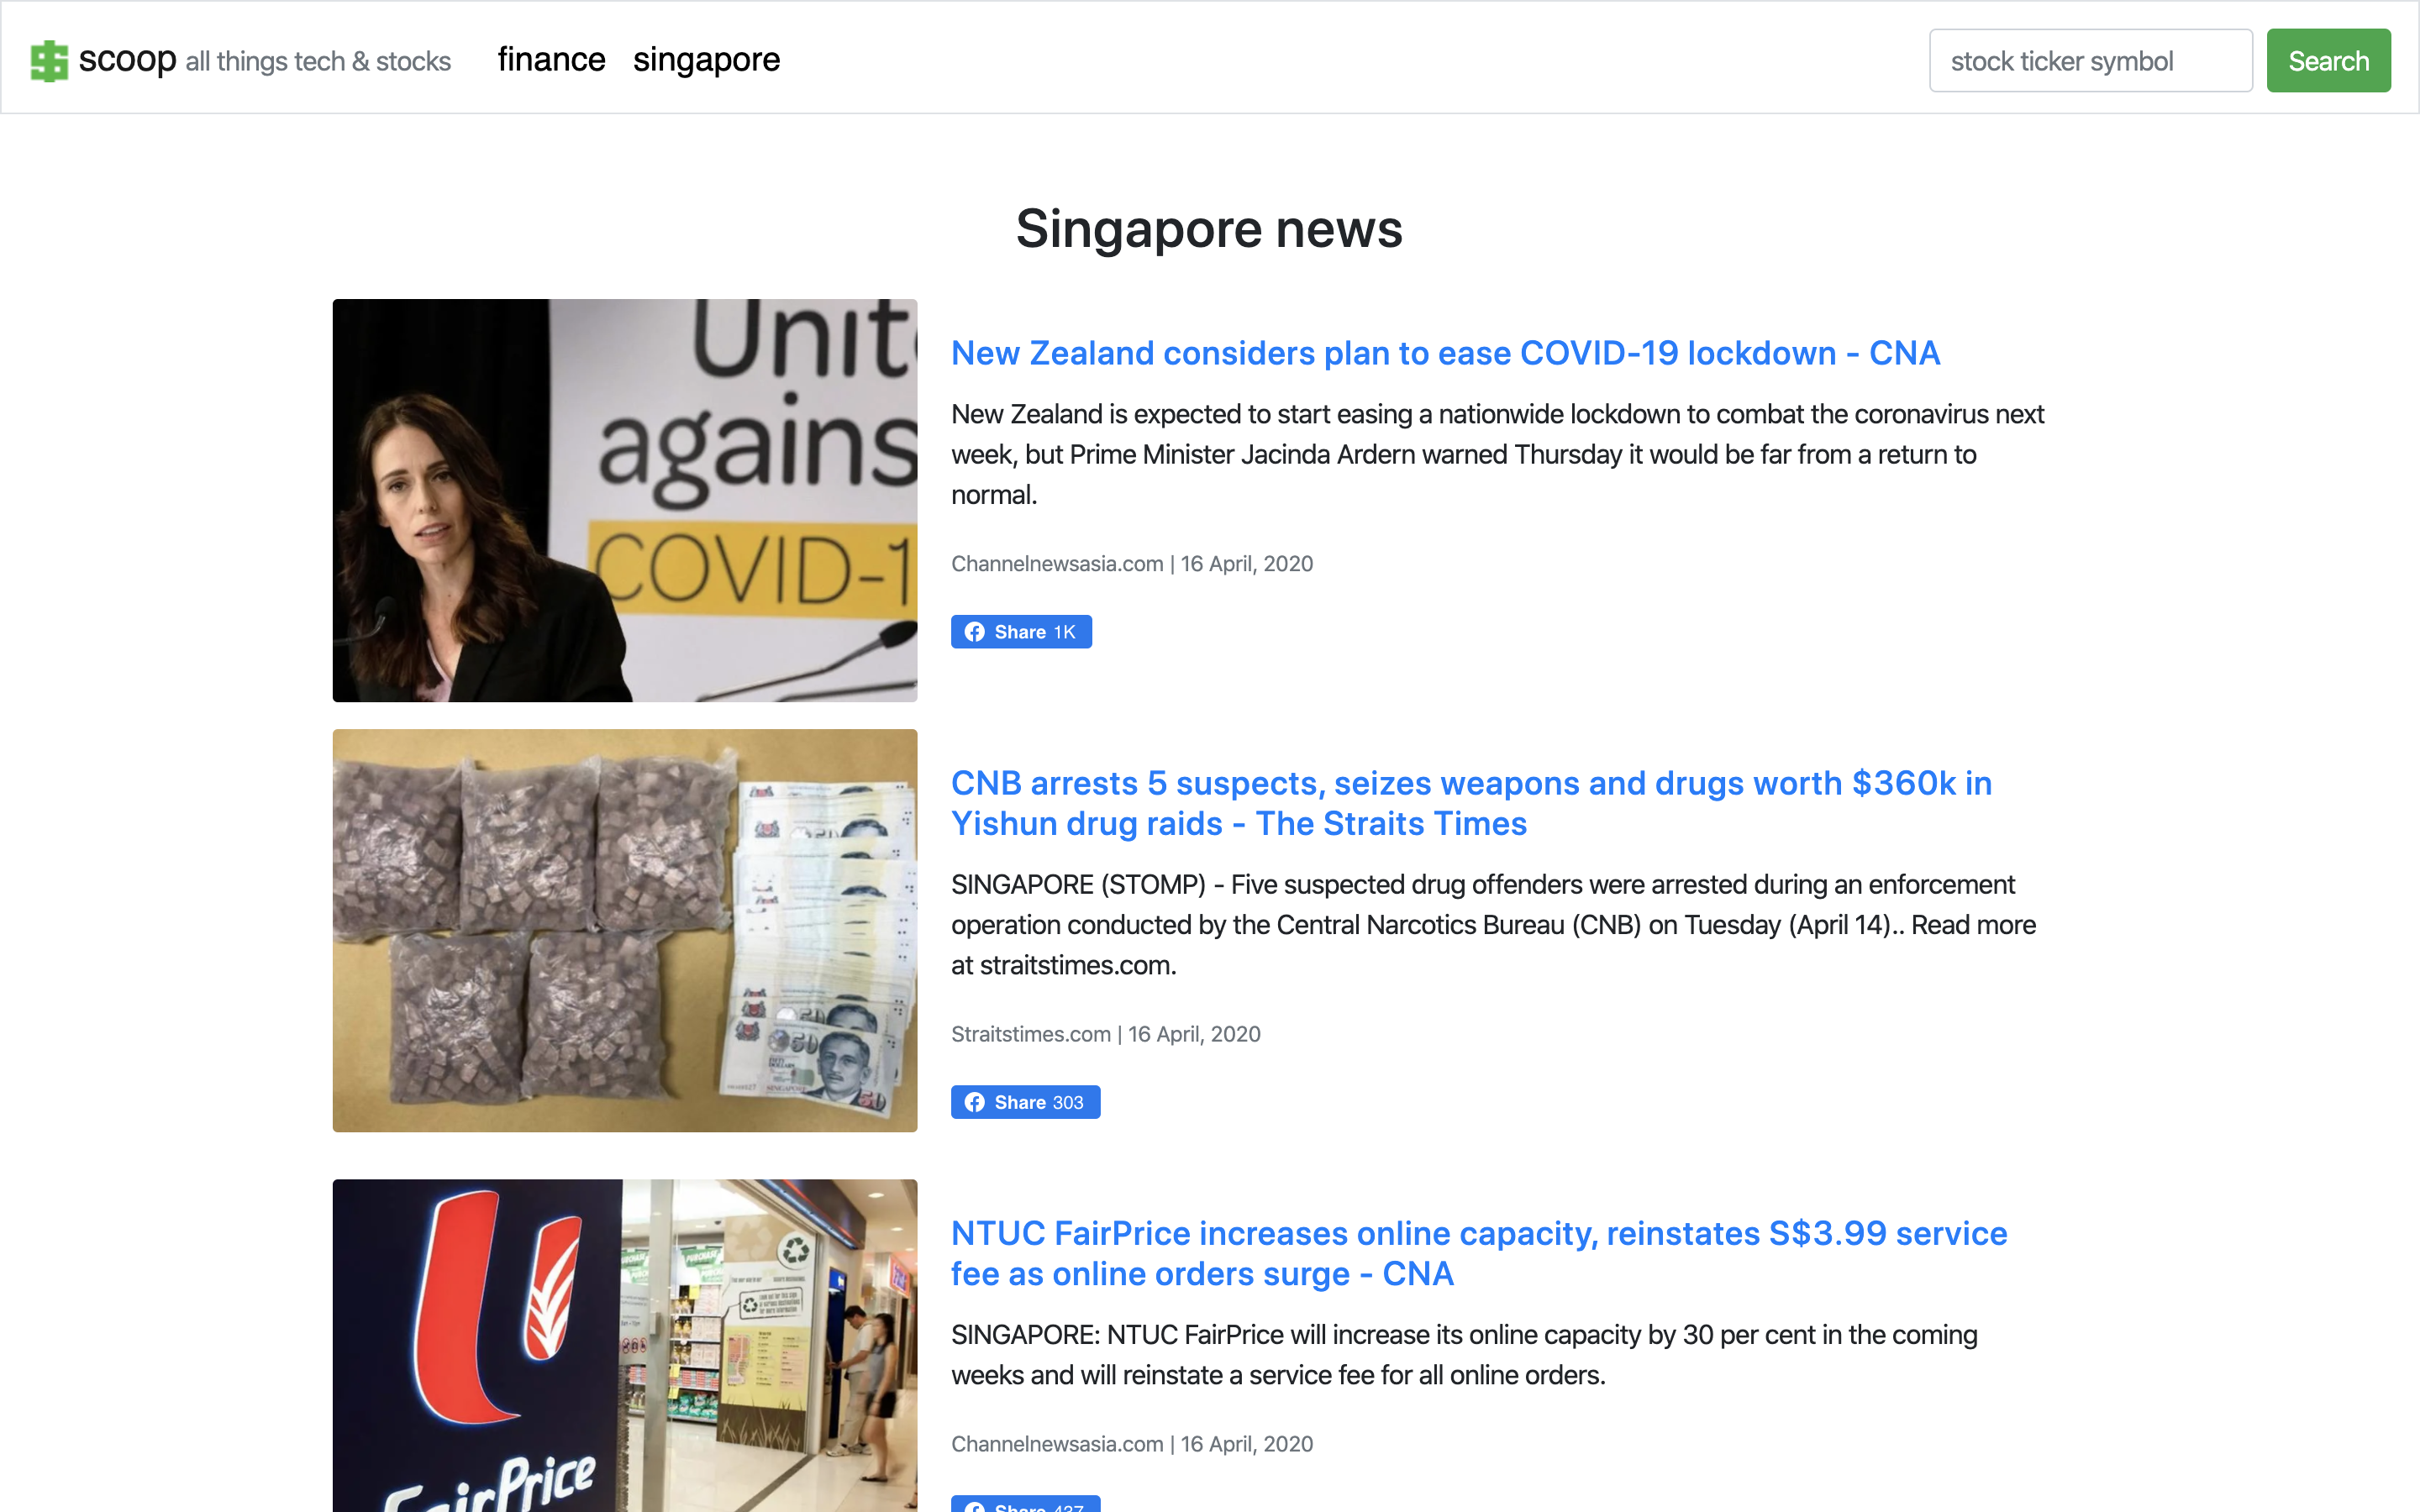 scoop all things tech & stocks finance singapore stock ticker symbol Search
Singapore news
Unit
agains
COVID-1
New Zealand considers plan to ease COVID-19 lockdown - CNA
New Zealand is expected to start easing a nationwide lockdown to combat the coronavirus next
week, but Prime Minister Jacinda Ardern warned Thursday it would be far from a return to
normal.
Channelnewsasia.com | 16 April, 2020
Share 1K
50
50
CNB arrests 5 suspects, seizes weapons and drugs worth $360k in
Yishun drug raids - The Straits Times
SINGAPORE (STOMP) - Five suspected drug offenders were arrested during an enforcement
operation conducted by the Central Narcotics Bureau (CNB) on Tuesday (April 14).. Read more
at straitstimes.com.
Straitstimes.com | 16 April, 2020
Share 303
FairPrice
NTUC FairPrice increases online capacity, reinstates S$3.99 service
fee as online orders surge - CNA
SINGAPORE: NTUC FairPrice will increase its online capacity by 30 per cent in the coming
weeks and will reinstate a service fee for all online orders.
Channelnewsasia.com | 16 April, 2020
Share 437